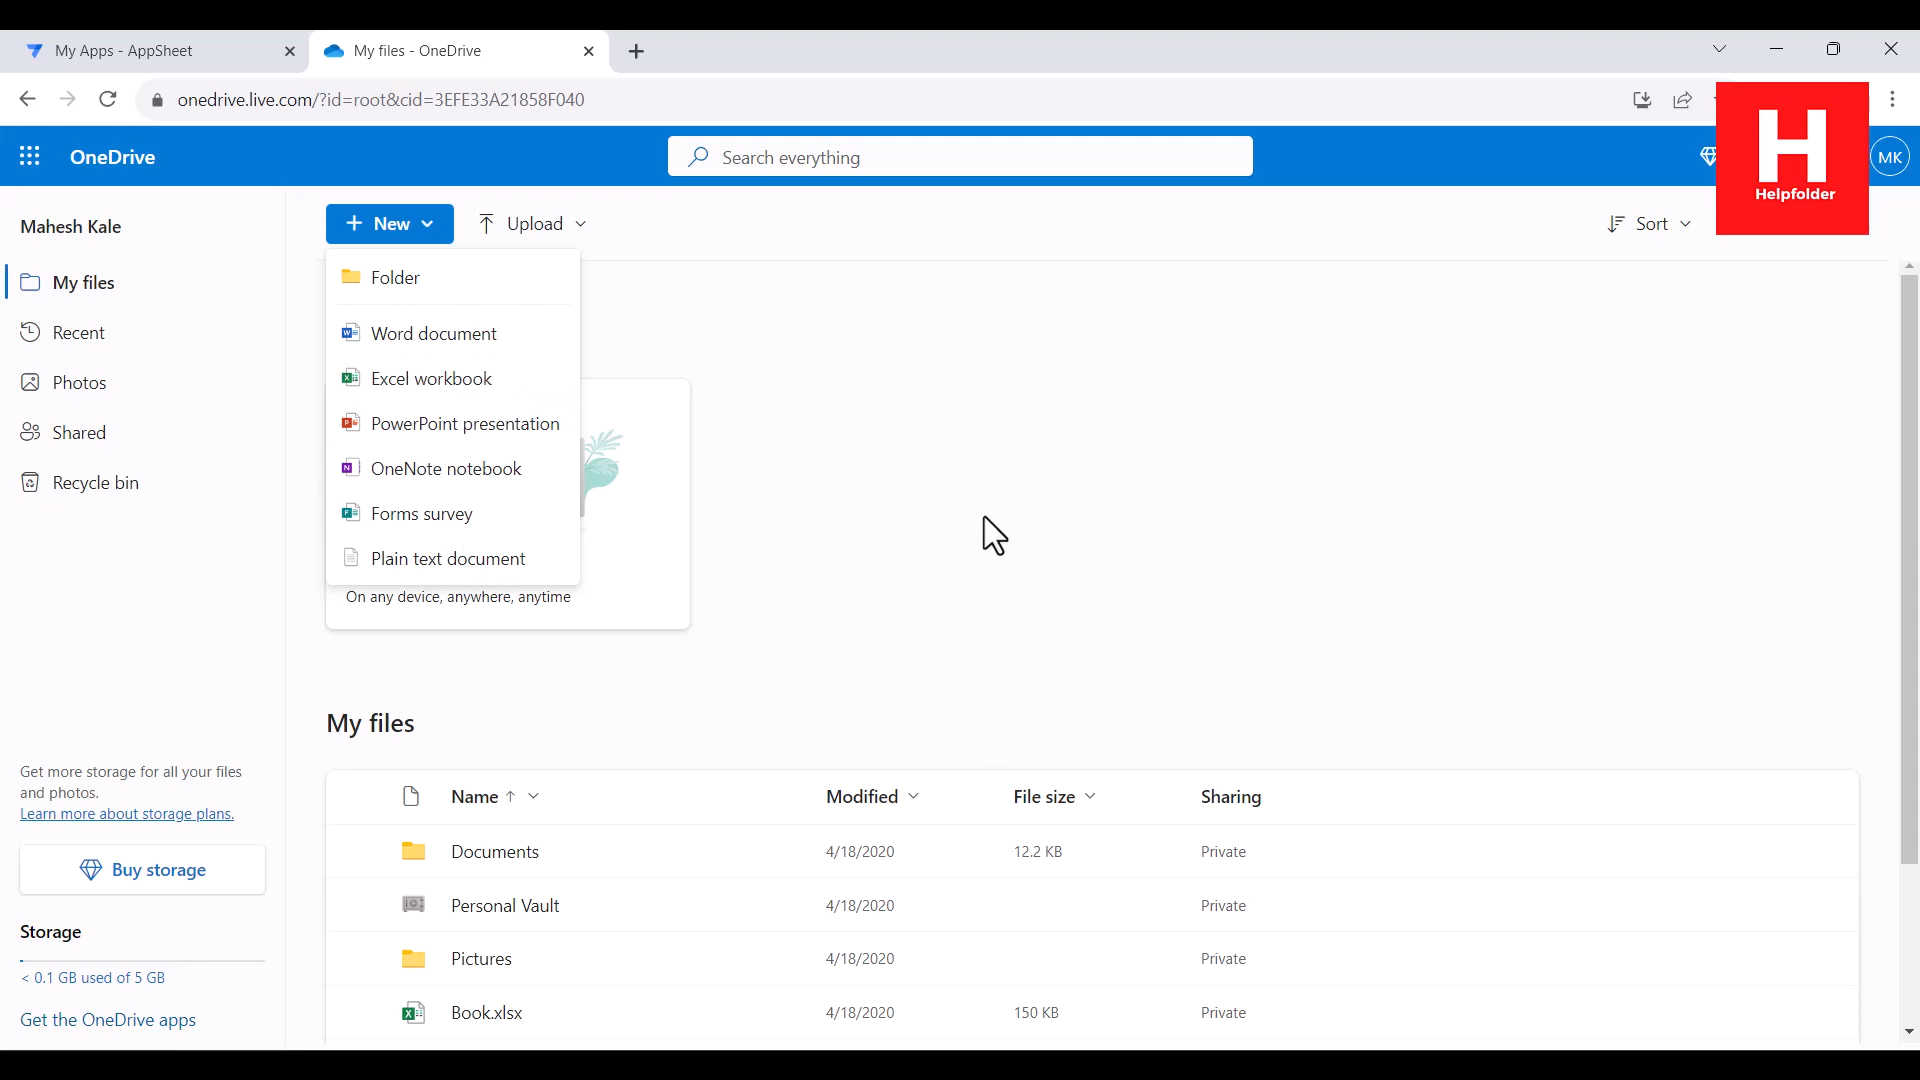 My Apps - AppSheet
My files - OneDrive
onedrive.live.com/?id=root&cid=3EFE33A21858F040
H
Helpfolder
OneDrive
Search everything
MK
Mahesh Kale
New
Upload
Sort
My files
Recent
Photos
Shared
Recycle bin
Folder
Word document
Excel workbook
PowerPoint presentation
OneNote notebook
Forms survey
Plain text document
On any device, anywhere, anytime
My files
Name Modified File size Sharing
Documents 4/18/2020 12.2 KB Private
Personal Vault 4/18/2020 Private
Pictures 4/18/2020 Private
Book.xlsx 4/18/2020 150 KB Private
Get more storage for all your files
and photos.
Learn more about storage plans.
Buy storage
Storage
< 0.1 GB used of 5 GB
Get the OneDrive apps